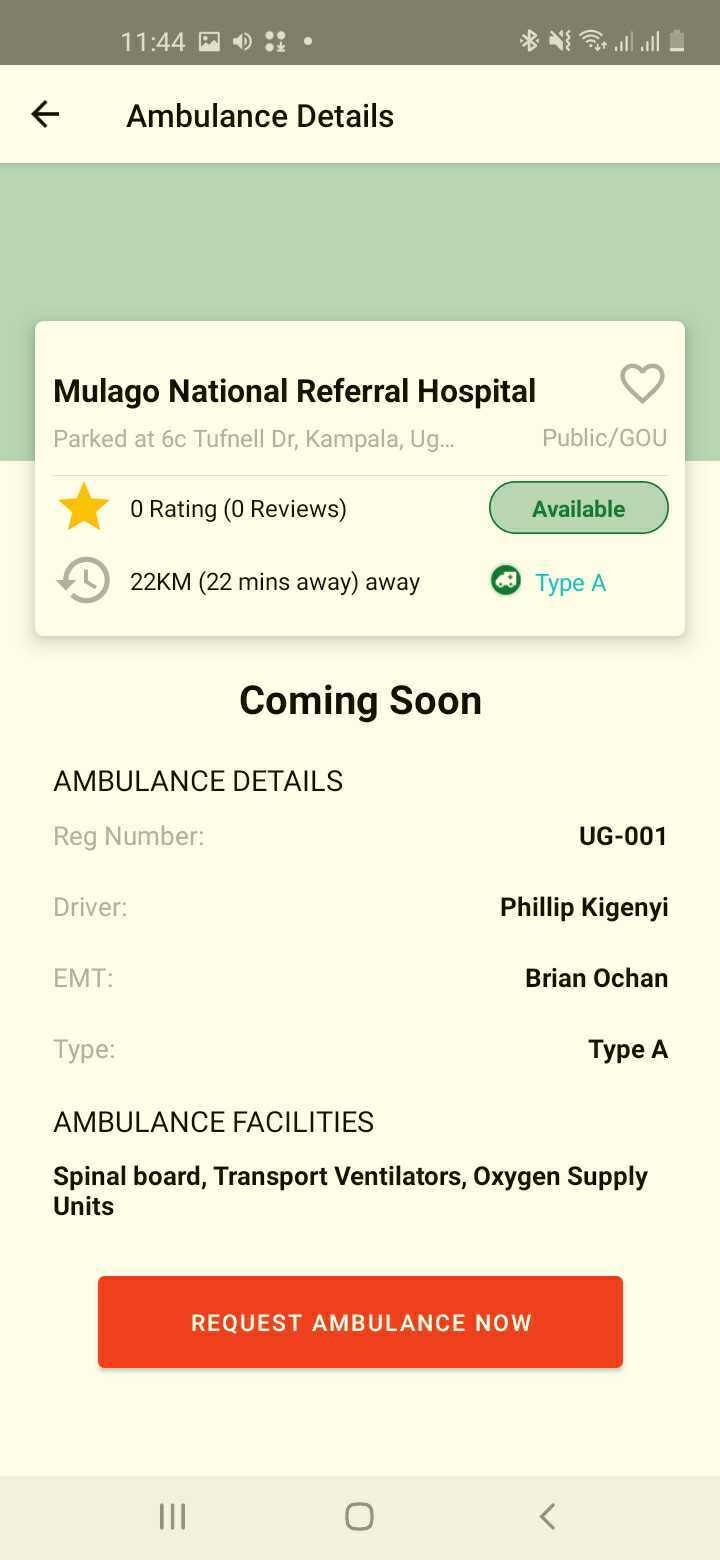 11:44
Ambulance Details
Mulago National Referral Hospital
Parked at 6c Tufnell Dr, Kampala, Ug... Public/GOU
0 Rating (0 Reviews) Available
22KM (22 mins away) away Type A
Coming Soon
AMBULANCE DETAILS
Reg Number: UG-001
Driver: Phillip Kigenyi
EMT: Brian Ochan
Type: Type A
AMBULANCE FACILITIES
Spinal board, Transport Ventilators, Oxygen Supply
Units
REQUEST AMBULANCE NOW